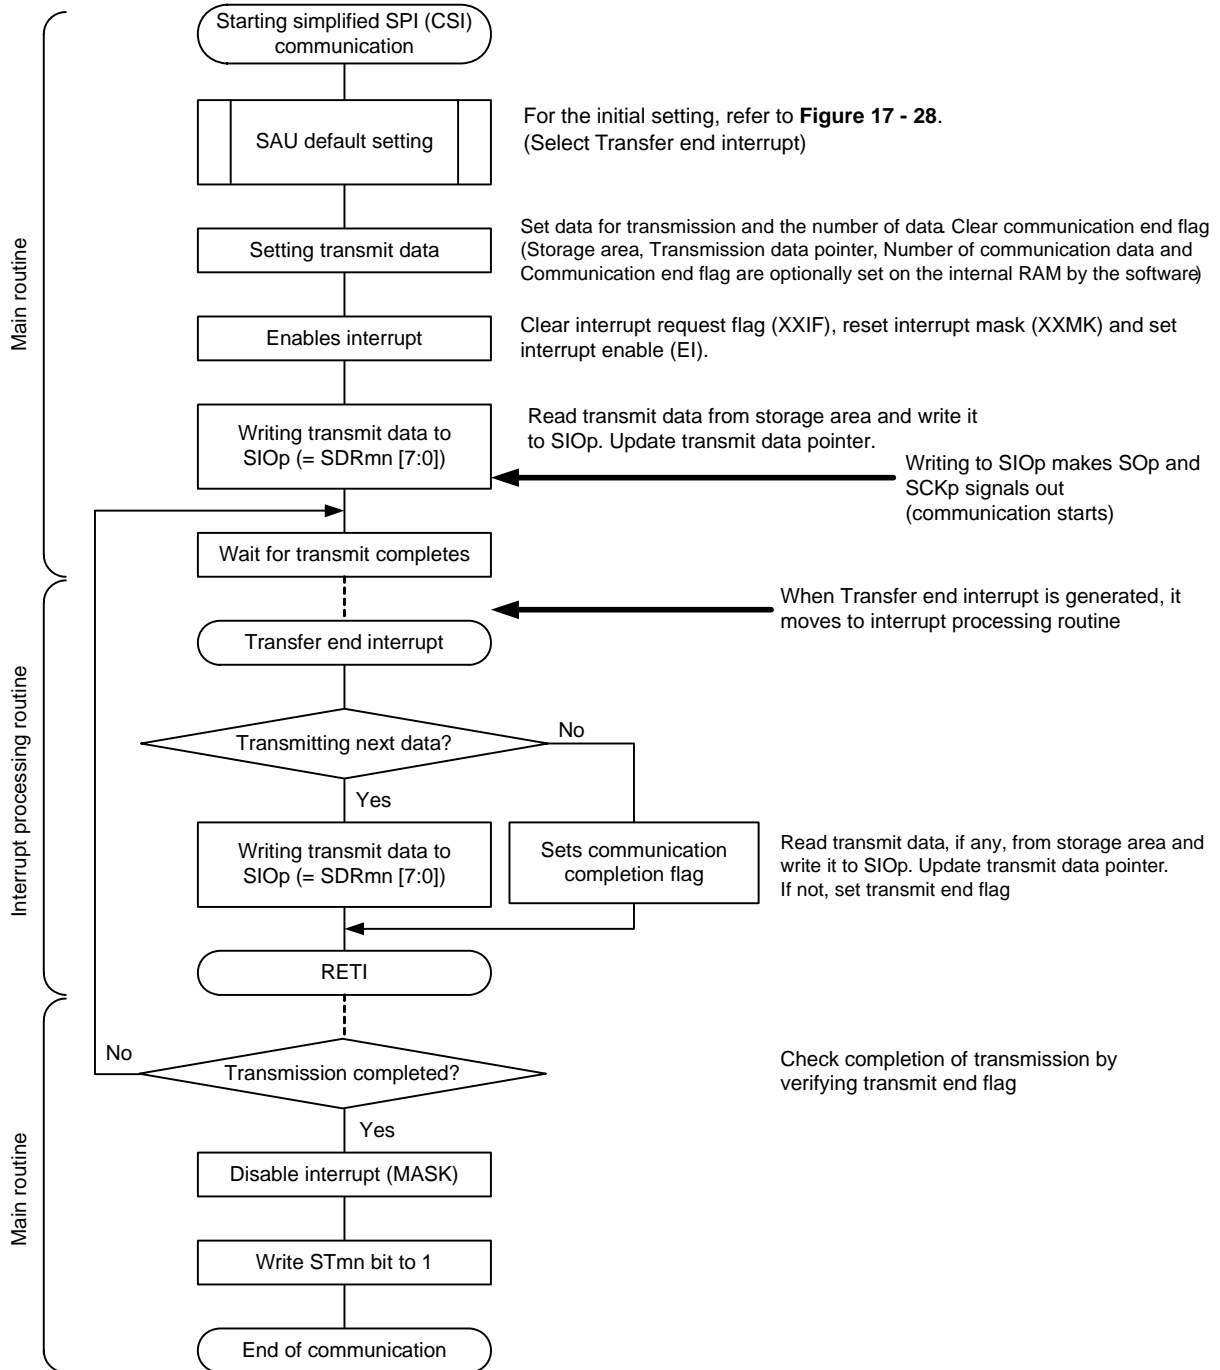 Starting simplified SPI (CSI)
communication
SAU default setting
For the initial setting, refer to Figure 17 - 28.
(Select Transfer end interrupt)
Setting transmit data
Set data for transmission and the number of data. Clear communication end flag
(Storage area, Transmission data pointer, Number of communication data and
Communication end flag are optionally set on the internal RAM by the software)
Main routine
Enables interrupt
Clear interrupt request flag (XXIF), reset interrupt mask (XXMK) and set
interrupt enable (EI).
Writing transmit data to
SIOp (= SDRmn [7:0])
Read transmit data from storage area and write it
to SIOp. Update transmit data pointer.
Writing to SIOp makes SOp and
SCKp signals out
(communication starts)
Wait for transmit completes
When Transfer end interrupt is generated, it
moves to interrupt processing routine
Transfer end interrupt
Interrupt processing routine
Transmitting next data?
No
Yes
Writing transmit data to
SIOp (= SDRmn [7:0])
Sets communication
completion flag
Read transmit data, if any, from storage area and
write it to SIOp. Update transmit data pointer.
If not, set transmit end flag
RETI
No
Transmission completed?
Check completion of transmission by
verifying transmit end flag
Yes
Main routine
Disable interrupt (MASK)
Write STmn bit to 1
End of communication